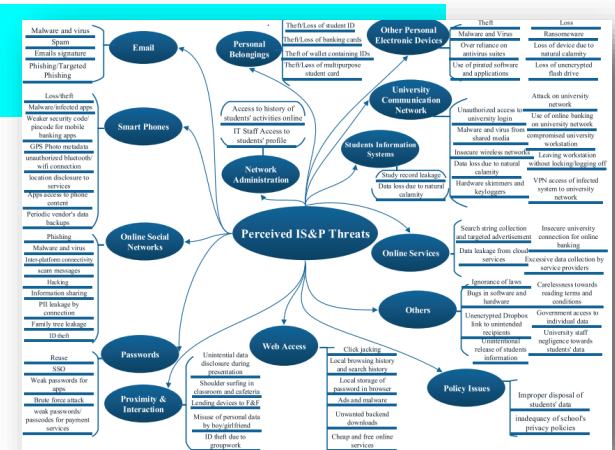 Malware and virus
Spam
Emails signature
Phishing/Targeted
Phishing
Email
Theft/Loss of student ID
Theft/Loss of banking cards
Theft of wallet containing IDs
Theft/Loss of multipurpose
student card
Personal
Belongings
Other Personal
Electronic Devices
Theft
Malware and Virus
Over reliance on
antivirus suites
Use of pirated software
and applications
Loss
Ransomeware
Loss of device due to
natural calamity
Loss of unencrypted
flash drive
Loss/theft
Malware/infected apps
Weaker security code/
pincode for mobile
banking apps
GPS Photo metadata
unauthorized bluetooth/
wifi connection
location disclosure to
services
Apps access to phone
content
Periodic vendor's data
backups
Smart Phones
Access to history of
students' activities online
IT Staff Access to
students' profile
Network
Administration
Students Information
Systems
Study record leakage
Data loss due to natural
calamity
University
Communication
Network
Unauthorized access to
university login
Malware and virus from
shared media
Insecure wireless networks
Data loss due to natural
calamity
Hardware skimmers and
keyloggers
Attack on university
network
Use of online banking
on university network
compromised university
workstation
Leaving workstation
without locking/logging off
VPN access of infected
system to university
network
Perceived IS&P Threats
Phishing
Malware and virus
Inter-platform connectivity
scam messages
Hacking
Information sharing
PII leakage by
connection
Family tree leakage
ID theft
Online Social
Networks
Online Services
Search string collection
and targeted advertisement
Data leakage from cloud
services
Insecure university
connection for online
banking
Excessive data collection by
service providers
Others
Ignorance of laws
Bugs in software and
hardware
Unencrypted Dropbox
link to unintended
recipients
Unintentional
release of students
information
Carelessness towards
reading terms and
conditions
Government access to
individual data
University staff
negligence towards
students' data
Reuse
SSO
Weak passwords for
apps
Brute force attack
weak passwords/
passcodes for payment
services
Passwords
Proximity &
Interaction
Unintential data
disclosure during
presentation
Shoulder surfing in
classroom and cafeteria
Lending devices to F&F
Misuse of personal data
by boy/girlfriend
ID theft due to
groupwork
Web Access
Click jacking
Local browsing history
and search history
Local storage of
password in browser
Ads and malware
Unwanted backend
downloads
Cheap and free online
services
Policy Issues
Improper disposal of
students' data
inadequacy of school's
privacy policies